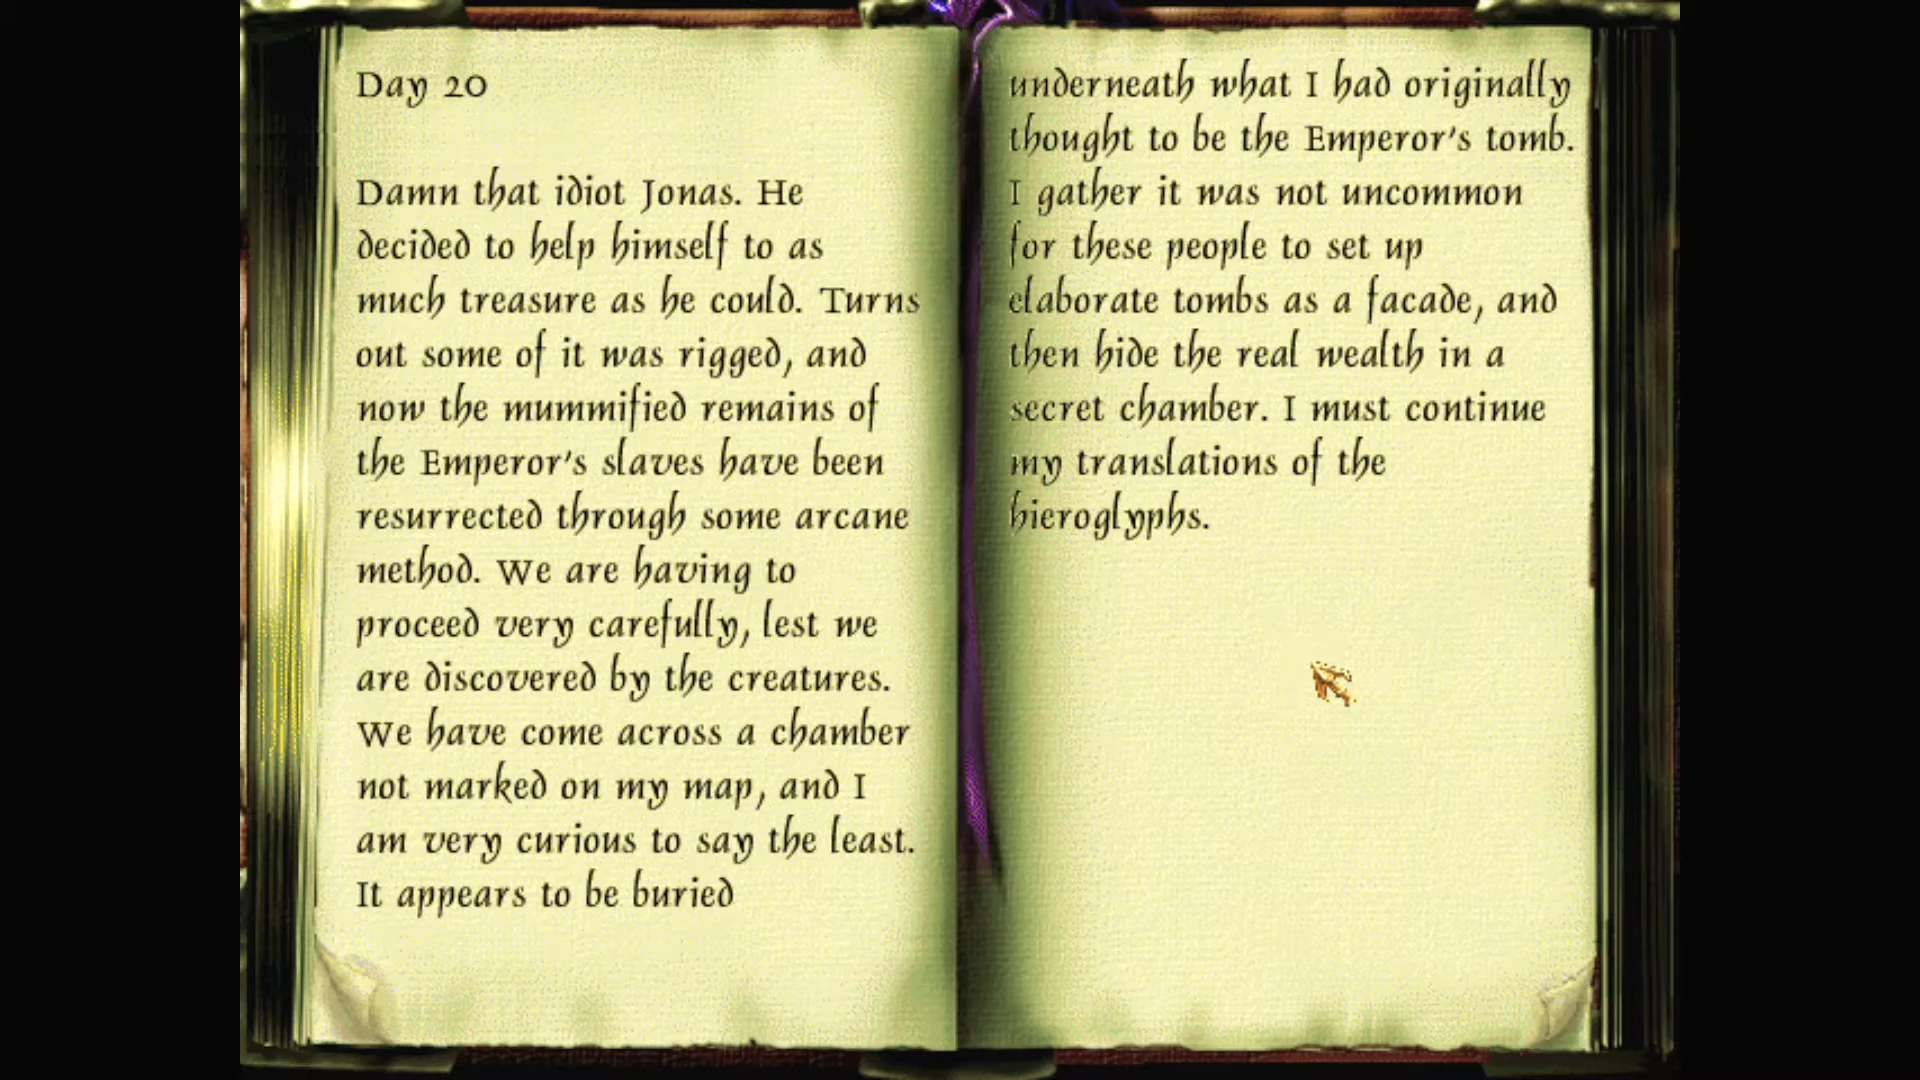 Day 20
Damn that idiot Jonas. He
decided to help himself to as
much treasure as he could. Turns
out some of it was rigged, and
now the mummified remains of
the Emperor's slaves have been
resurrected through some arcane
method. We are having to
proceed very carefully, lest we
are discovered by the creatures.
We have come across a chamber
not marked on my map, and I
am very curious to say the least.
It appears to be buried
underneath what I had originally
thought to be the Emperor's tomb.
I gather it was not uncommon
for these people to set up
elaborate tombs as a facade, and
then hide the real wealth in a
secret chamber. I must continue
my translations of the
hieroglyphs.